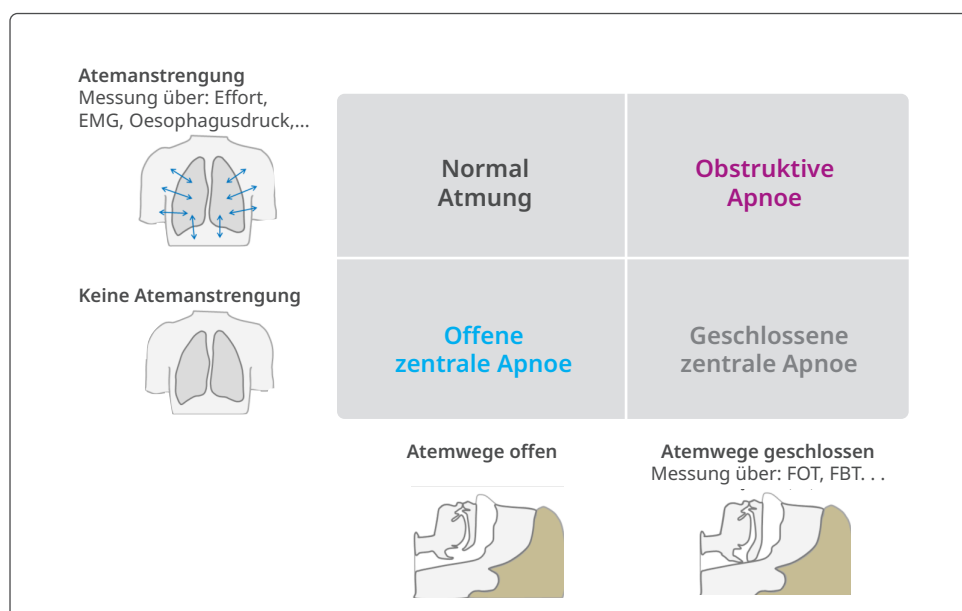 Atemanstrengung
Messung über: Effort,
EMG, Oesophagusdruck,...
Normal
Atmung
Obstruktive
Apnoe
Keine Atemanstrengung
Offene
zentrale Apnoe
Geschlossene
zentrale Apnoe
Atemwege offen
Atemwege geschlossen
Messung über: FOT, FBT. . .